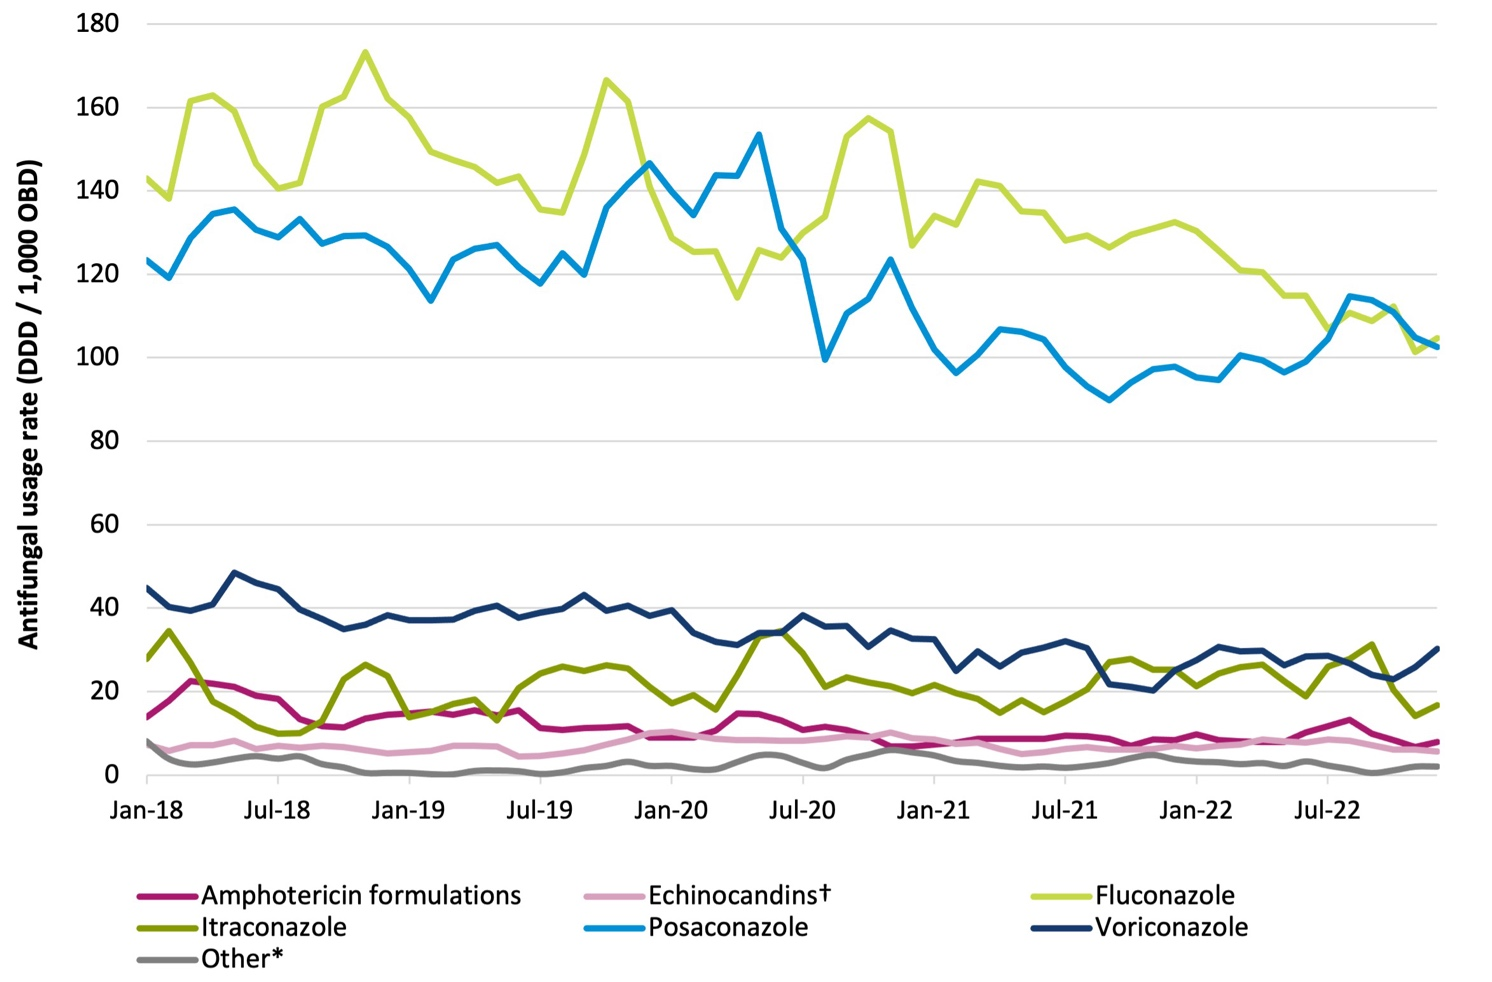 Antifungal usage rate (DDD / 1,000 OBD)
180
160
140
120
100
80
60
40
20
0
Jan-18 Jul-18 Jan-19 Jul-19 Jan-20 Jul-20 Jan-21 Jul-21 Jan-22 Jul-22
Amphotericin formulations Echinocandins† Fluconazole
Itraconazole Posaconazole Voriconazole
Other*